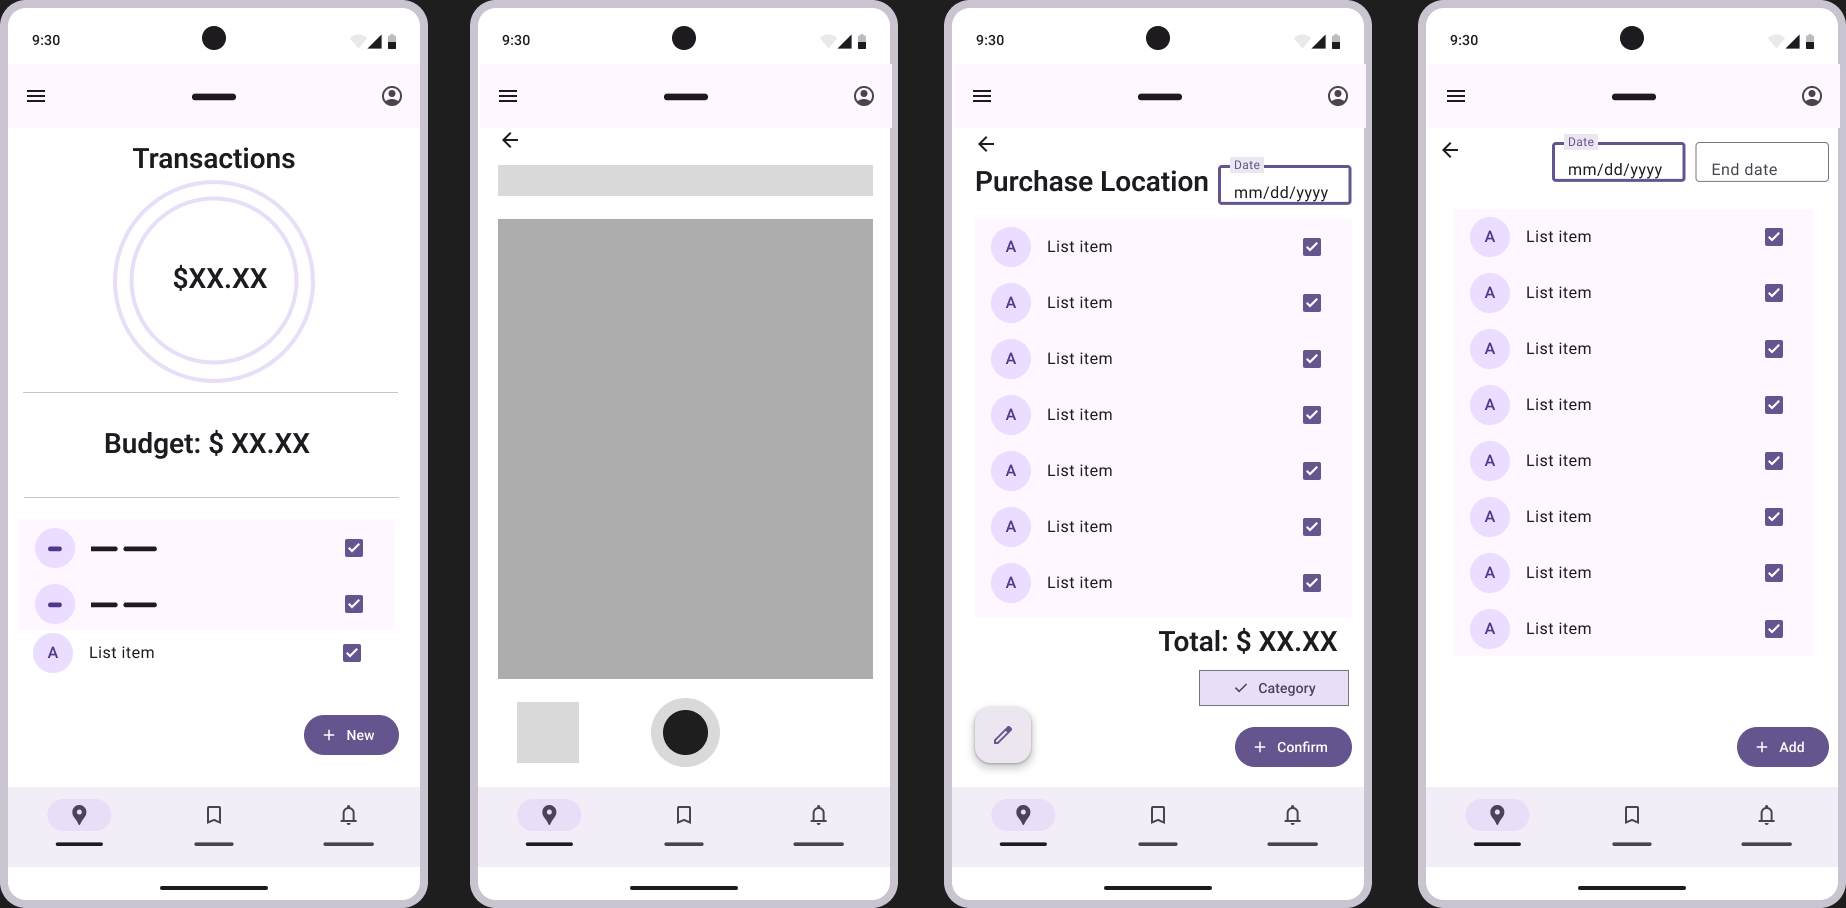 9:30
Transactions
$XX.XX
Budget: $ XX.XX
A List item
+ New
9:30
9:30
Purchase Location
Date
mm/dd/yyyy
A List item
A List item
A List item
A List item
A List item
A List item
A List item
Total: $ XX.XX
Category
+ Confirm
9:30
Date
mm/dd/yyyy
End date
A List item
A List item
A List item
A List item
A List item
A List item
A List item
A List item
+ Add